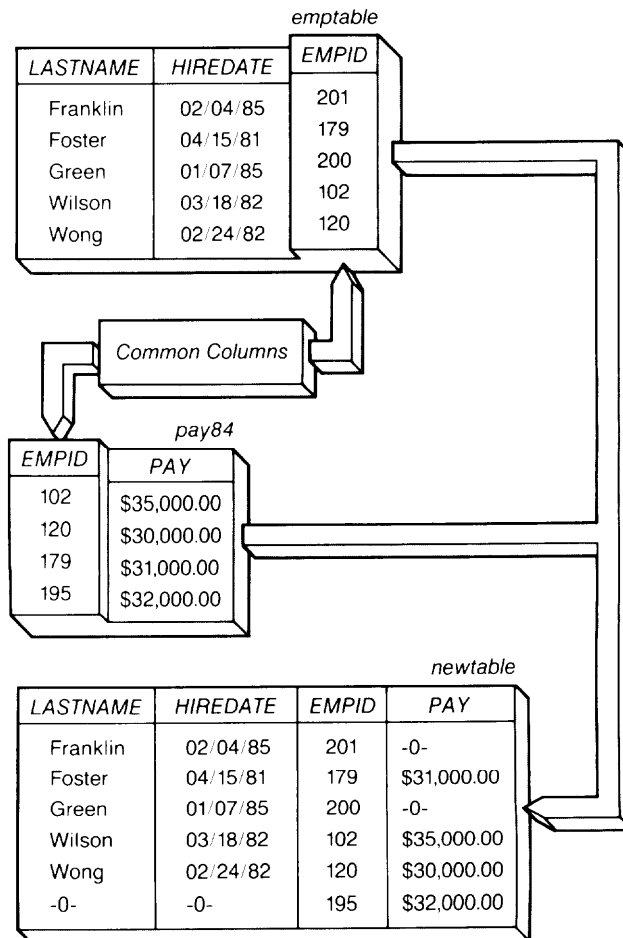 emptable
LASTNAME HIREDATE EMPID
Franklin 02/04/85 201
Foster 04/15/81 179
Green 01/07/85 200
Wilson 03/18/82 102
Wong 02/24/82 120
Common Columns
pay84
EMPID PAY
102 $35,000.00
120 $30,000.00
179 $31,000.00
195 $32,000.00
newtable
LASTNAME HIREDATE EMPID PAY
Franklin 02/04/85 201 -0-
Foster 04/15/81 179 $31,000.00
Green 01/07/85 200 -0-
Wilson 03/18/82 102 $35,000.00
Wong 02/24/82 120 $30,000.00
-0- -0- 195 $32,000.00